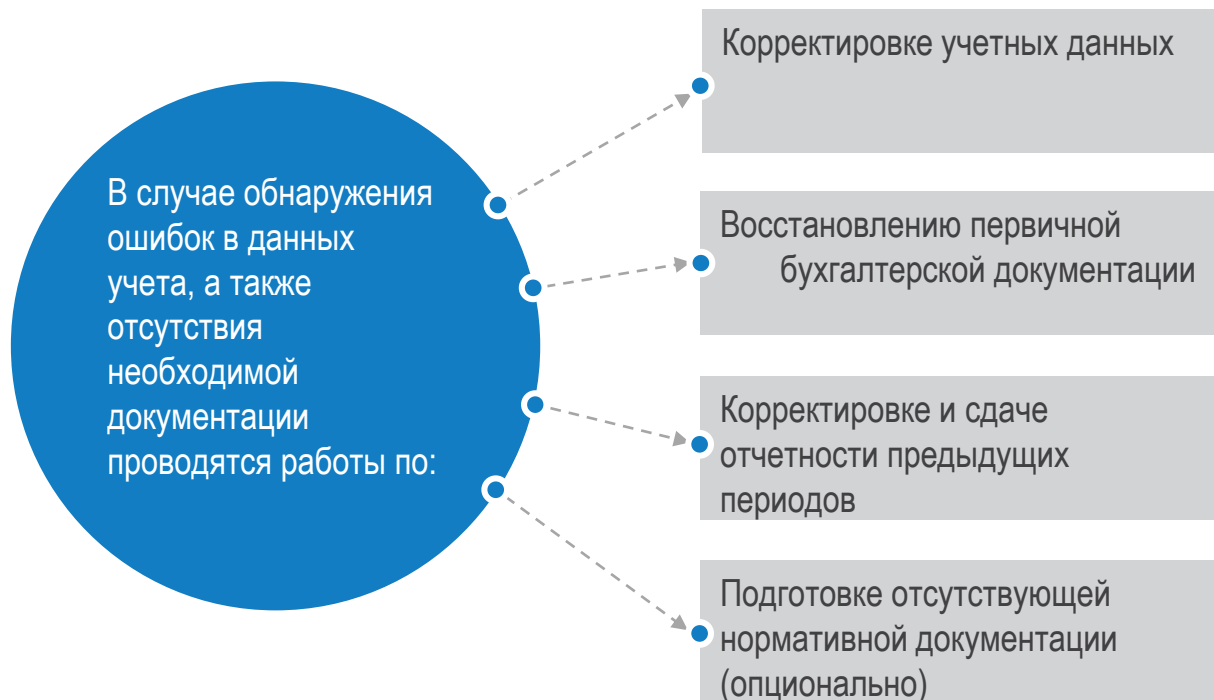 В случае обнаружения
ошибок в данных
учета, а также
отсутствия
необходимой
документации
проводятся работы по:
Корректировке учетных данных
Восстановлению первичной
бухгалтерской документации
Корректировке и сдаче
отчетности предыдущих
периодов
Подготовке отсутствующей
нормативной документации
(опционально)